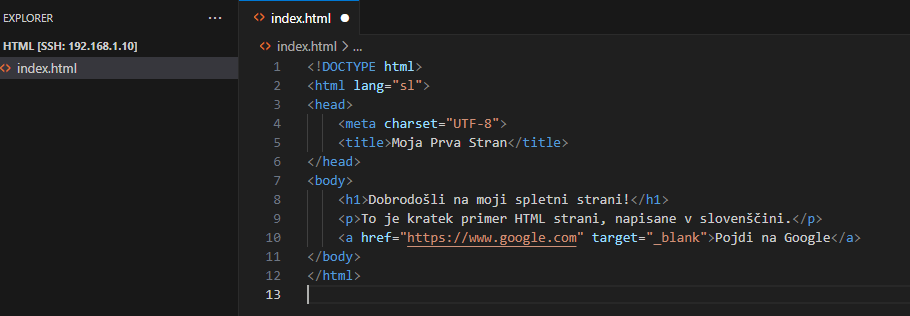 EXPLORER
···
index.html
HTML [SSH: 192.168.1.10]
index.html
index.html > ...
1 <!DOCTYPE html>
2 <html lang="sl">
3 <head>
4     <meta charset="UTF-8">
5     <title>Moja Prva Stran</title>
6 </head>
7 <body>
8     <h1>Dobrodošli na moji spletni strani!</h1>
9     <p>To je kratek primer HTML strani, napisane v slovenščini.</p>
10     <a href="https://www.google.com" target="_blank">Pojdi na Google</a>
11 </body>
12 </html>
13